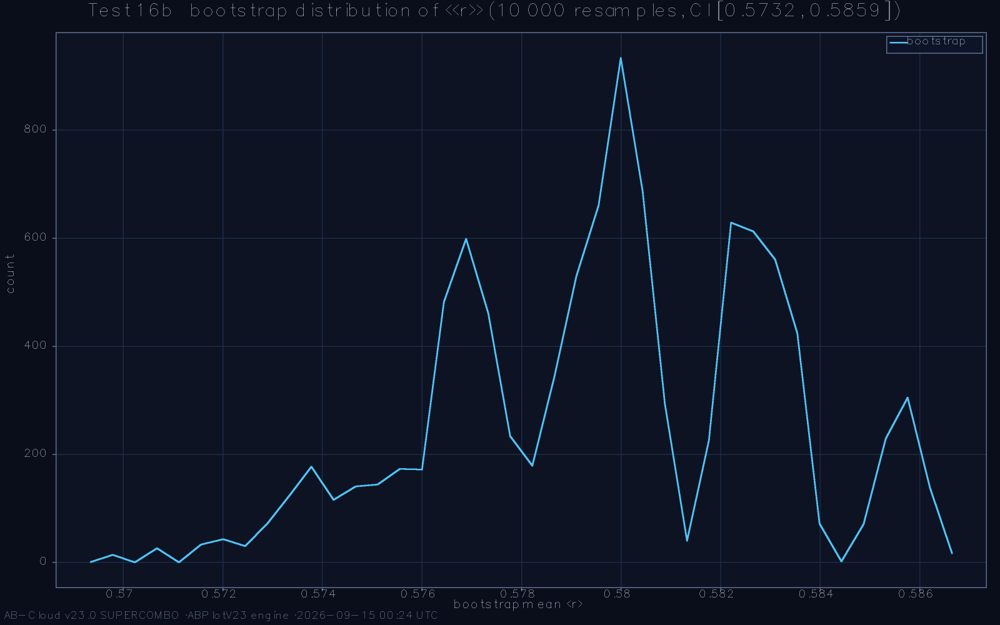 Test 16b bootstrap distribution of <<r>> (10 000 resamples, CI [0.5732, 0.5859])
bootstrap
800
600
400
200
0
count
0.57 0.572 0.574 0.576 0.578 0.58 0.582 0.584 0.586
bootstrap mean <r>
AB-Cloud v23.0 SUPERCOMBO · ABPlotV23 engine · 2026-09-15 00:24 UTC